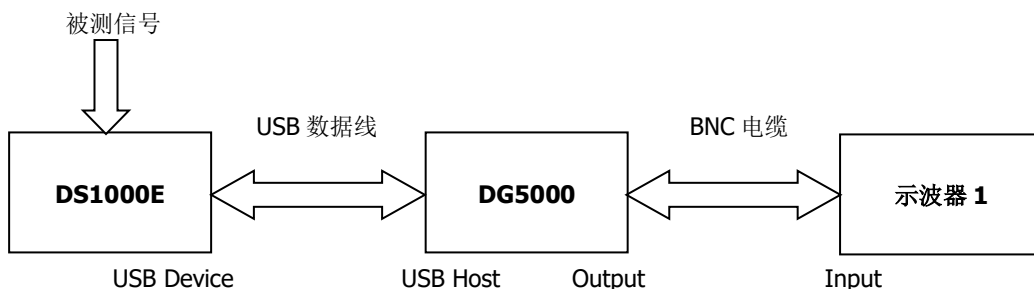 被测信号
USB 数据线
BNC 电缆
DS1000E
DG5000
示波器 1
USB Device
USB Host
Output
Input